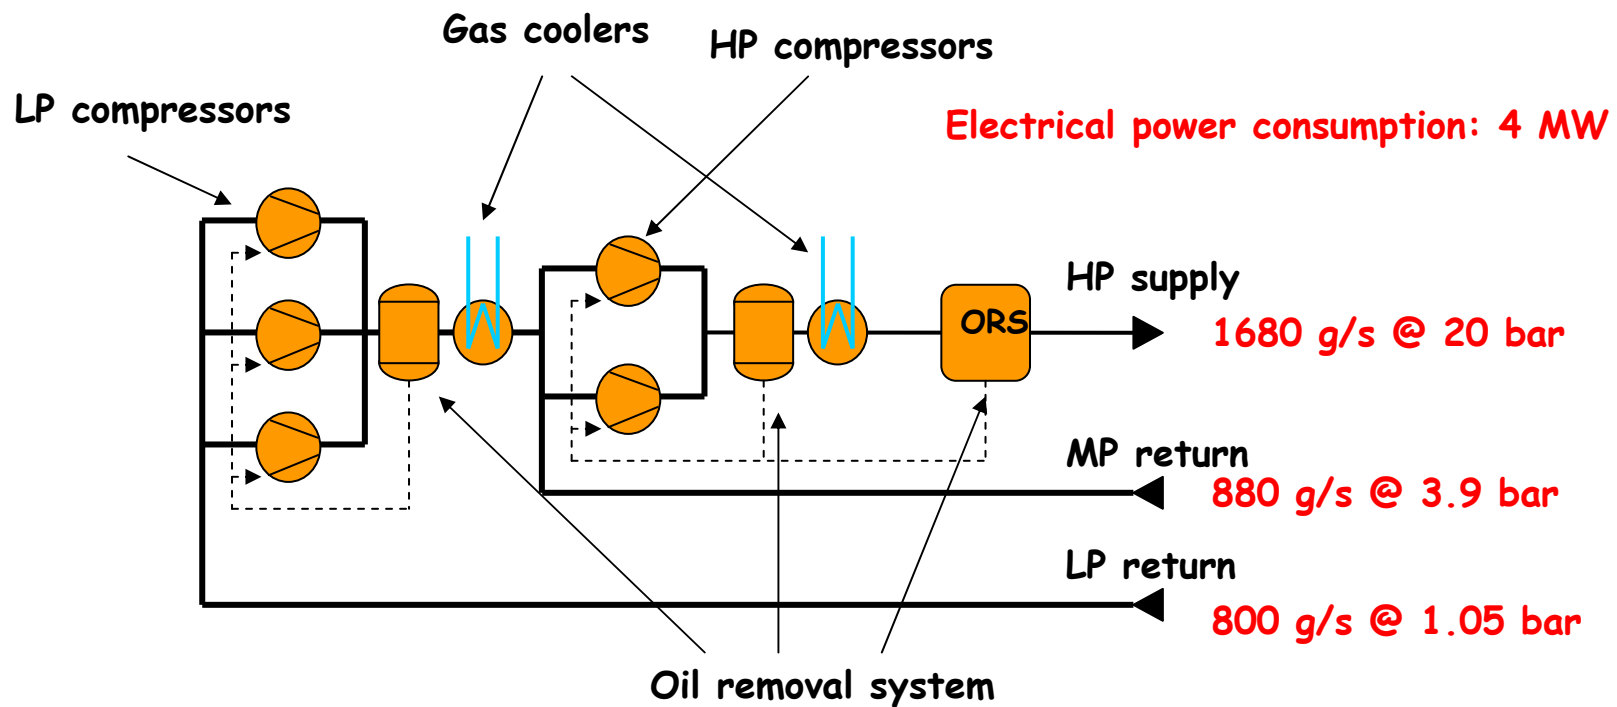 Gas coolers
HP compressors
LP compressors
Electrical power consumption: 4 MW
HP supply
ORS
1680 g/s @ 20 bar
MP return
880 g/s @ 3.9 bar
LP return
800 g/s @ 1.05 bar
Oil removal system